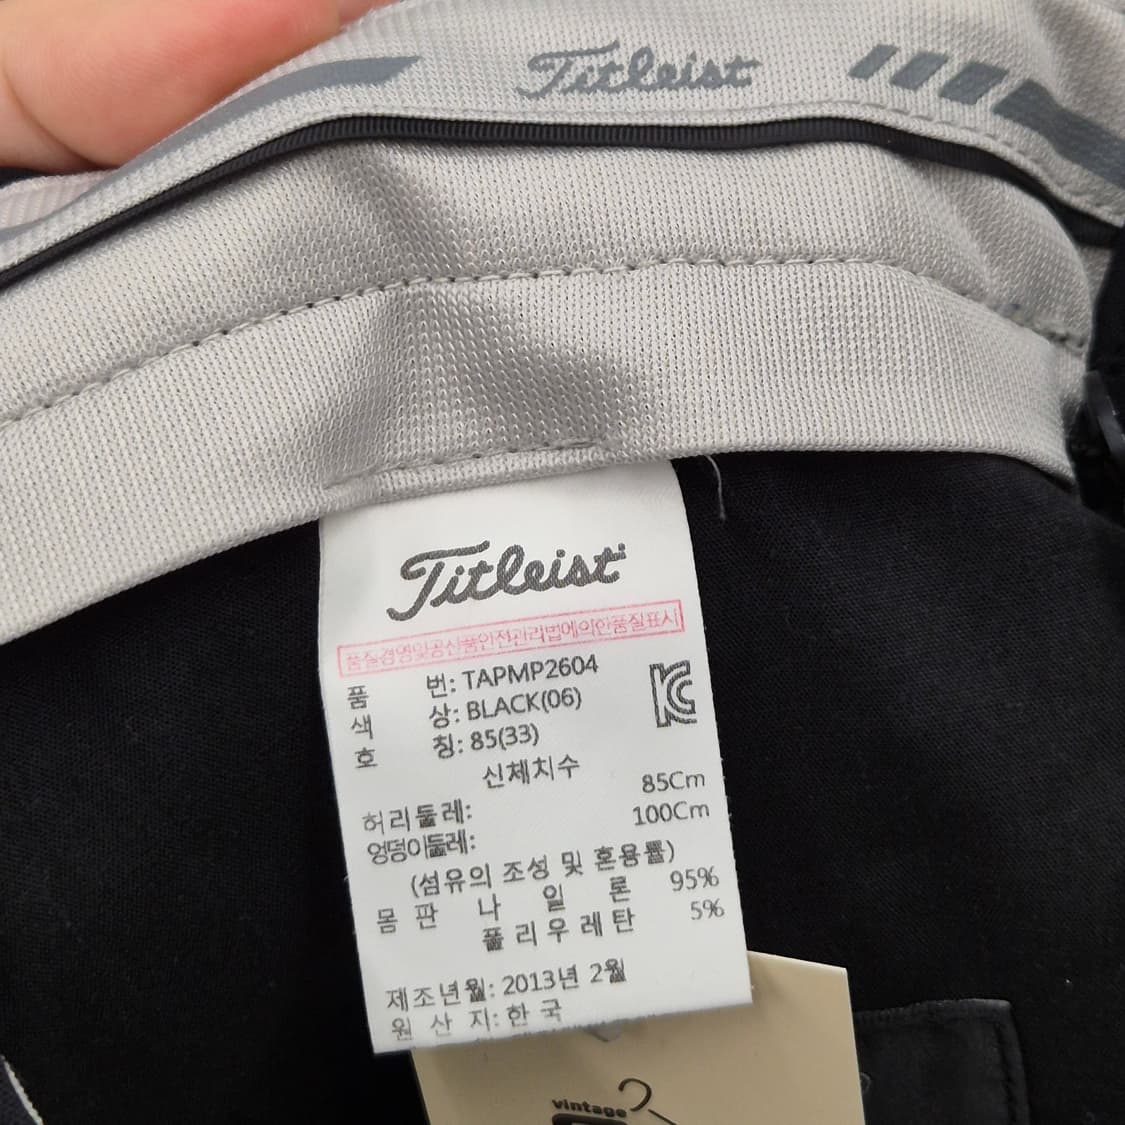 Titleist
Titleist
품질경영및공산품안전관리법에의한품질표시
품 번: TAPMP2604
색 상: BLACK(06)
호 칭: 85(33)
KC
신체치수
허리둘레: 85Cm
엉덩이둘레: 100Cm
(섬유의 조성 및 혼용률)
몸 판 나 일 론 95%
폴 리 우 레 탄 5%
제조년월: 2013년 2월
원 산 지: 한 국
vintage